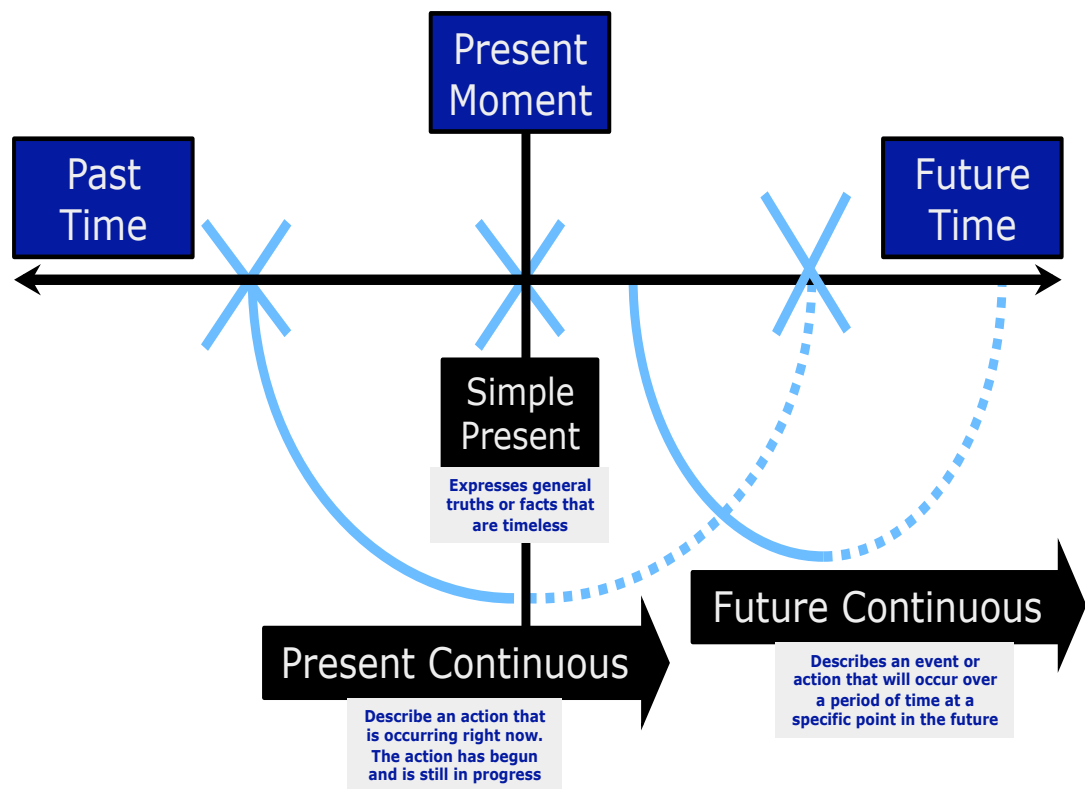 Present
Moment
Past
Time
Future
Time
Simple
Present
Expresses general
truths or facts that
are timeless
Present Continuous
Describe an action that
is occurring right now.
The action has begun
and is still in progress
Future Continuous
Describes an event or
action that will occur over
a period of time at a
specific point in the future